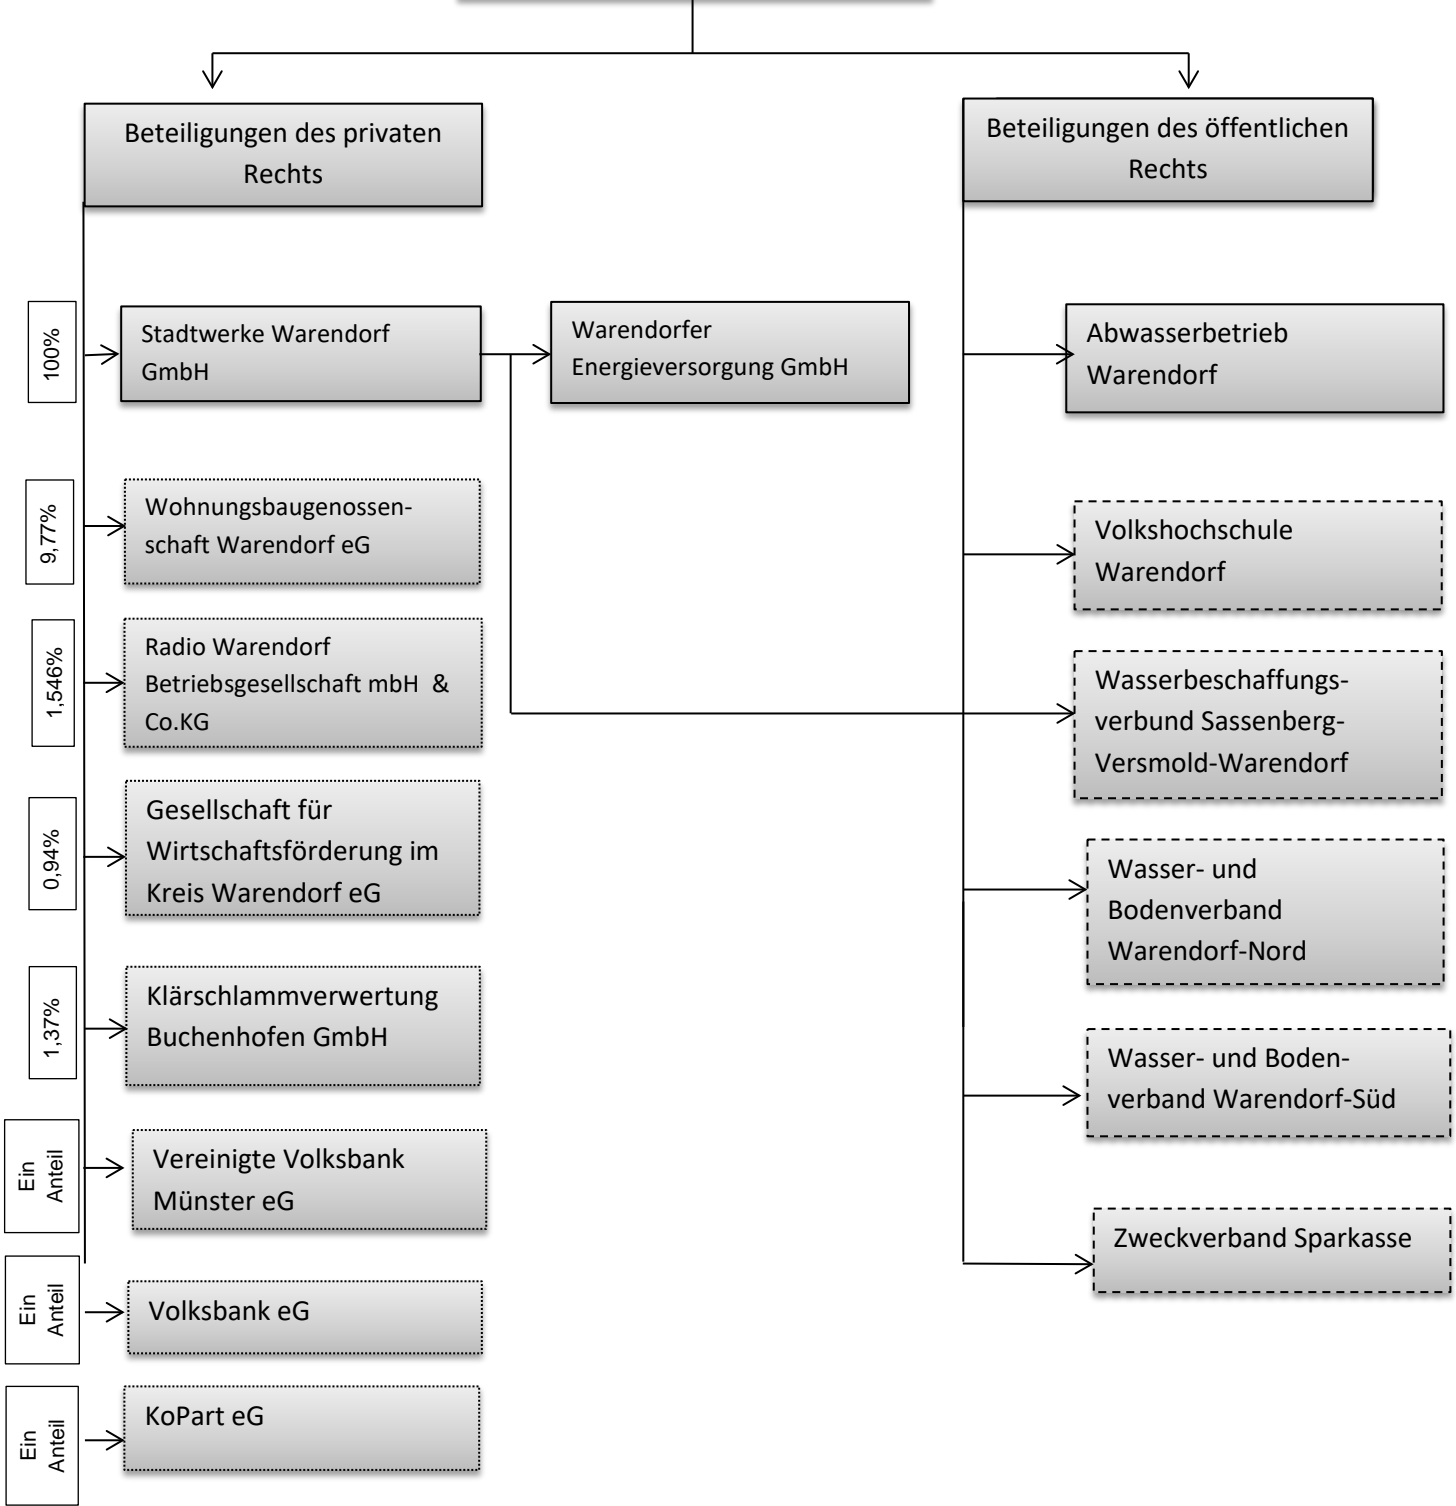 Beteiligungen des privaten
Rechts
Beteiligungen des öffentlichen
Rechts
100%
Stadtwerke Warendorf
GmbH
Warendorfer
Energieversorgung GmbH
Abwasserbetrieb
Warendorf
9,77%
Wohnungsbaugenossen-
schaft Warendorf eG
Volkshochschule
Warendorf
1,546%
Radio Warendorf
Betriebsgesellschaft mbH &
Co.KG
Wasserbeschaffungs-
verbund Sassenberg-
Versmold-Warendorf
0,94%
Gesellschaft für
Wirtschaftsförderung im
Kreis Warendorf eG
Wasser- und
Bodenverband
Warendorf-Nord
1,37%
Klärschlammverwertung
Buchenhofen GmbH
Wasser- und Boden-
verband Warendorf-Süd
Ein
Anteil
Vereinigte Volksbank
Münster eG
Zweckverband Sparkasse
Ein
Anteil
Volksbank eG
Ein
Anteil
KoPart eG